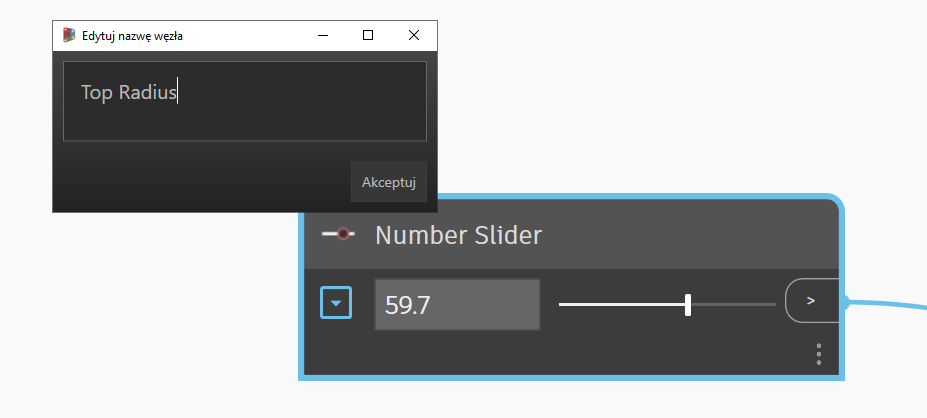 Edytuj nazwę węzła
Top Radius
Akceptuj
Number Slider
59.7
>